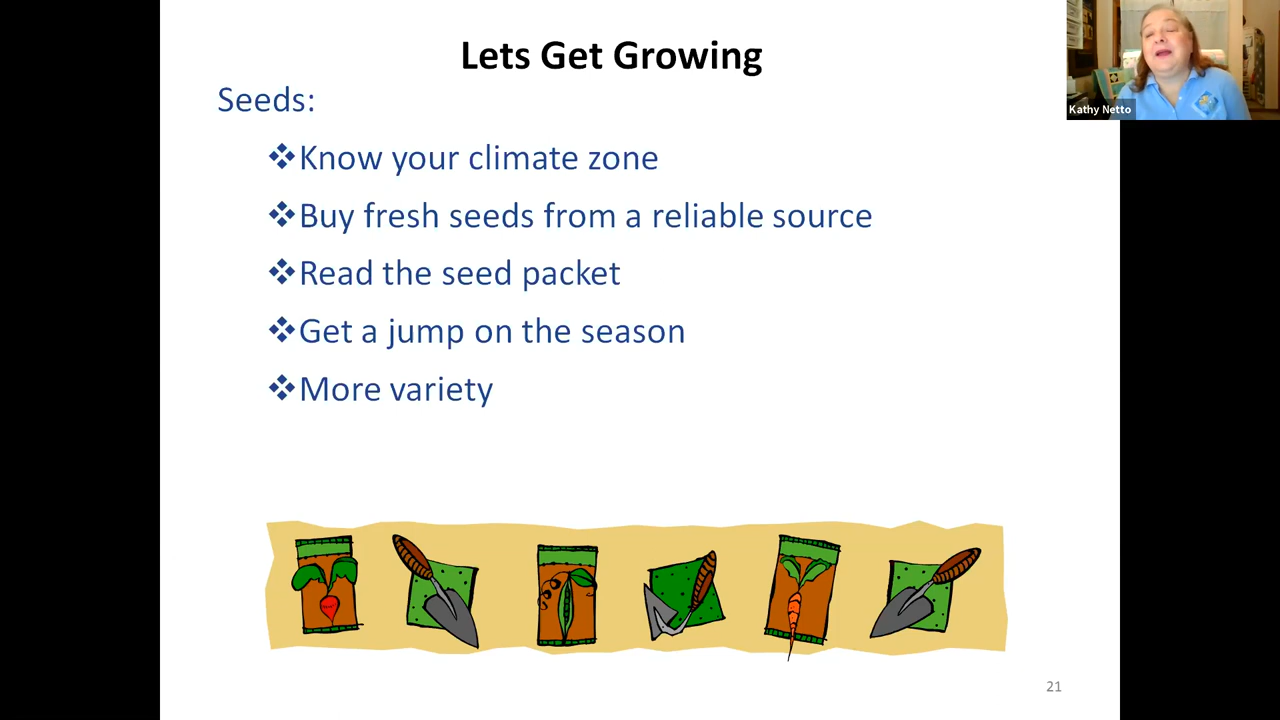 Lets Get Growing
Seeds:
❖Know your climate zone
❖Buy fresh seeds from a reliable source
❖Read the seed packet
❖Get a jump on the season
❖More variety
Kathy Netto
21